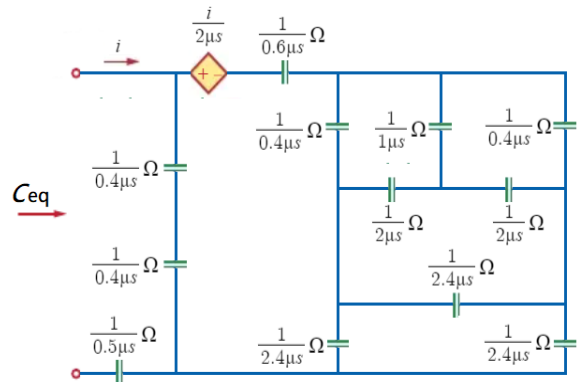 i
i/2μs
1/0.6μs Ω
1/0.4μs Ω
1/1μs Ω
1/0.4μs Ω
1/0.4μs Ω
Ceq
1/2μs Ω
1/2μs Ω
1/0.4μs Ω
1/2.4μs Ω
1/0.5μs Ω
1/2.4μs Ω
1/2.4μs Ω